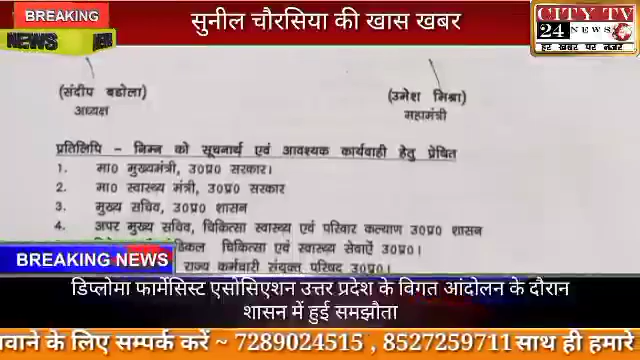 BREAKING
NEWS
सुनील चौरसिया की खास खबर
CITY TV
24 NEWS
हर खबर पर नजर
(संदीप बडोला)
अध्यक्ष
(उमेश मिश्रा)
महामंत्री
प्रतिलिपि – निम्न को सूचनार्थ एवं आवश्यक कार्यवाही हेतु प्रेषित
1. मा0 मुख्यमंत्री, उ0प्र0 सरकार।
2. मा0 स्वास्थ्य मंत्री, उ0प्र0 सरकार
3. मुख्य सचिव, उ0प्र0 शासन
4. अपर मुख्य सचिव, चिकित्सा स्वास्थ्य एवं परिवार कल्याण उ0प्र0 शासन
चिकित्सा एवं स्वास्थ्य सेवाऐं उ0प्र0।
BREAKING NEWS
राज्य कर्मचारी संयुक्त परिषद उ0प्र0।
डिप्लोमा फार्मेसिस्ट एसोसिएशन उत्तर प्रदेश के विगत आंदोलन के दौरान
शासन में हुई समझौता
वाने के लिए सम्पर्क करें ~ 7289024515 , 8527259711 साथ ही हमारे